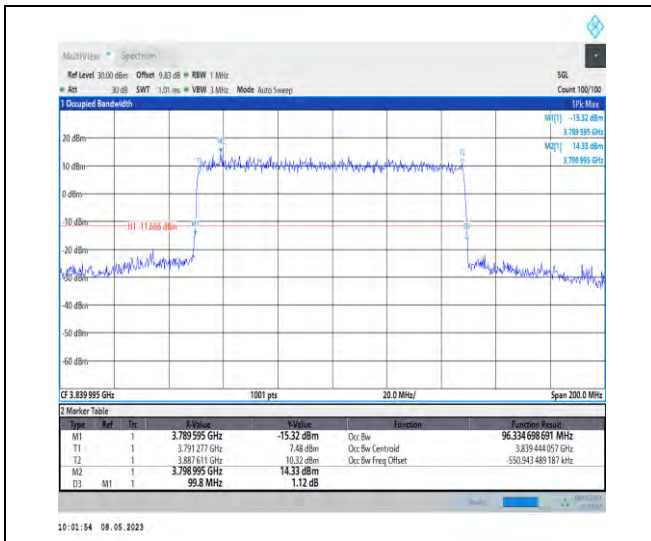 MultiView Spectrum
Ref Level 30.00 dBm Offset 9.83 dB RBW 1 MHz SGL
Att 30 dB SWT 1.01 ms VBW 3 MHz Mode Auto Sweep Count 100/100
1 Occupied Bandwidth 1Pk Max
M1[1] -15.32 dBm
3.789 595 GHz
M2[1] 14.33 dBm
3.798 995 GHz
20 dBm
10 dBm
0 dBm
-10 dBm
H1 -11.666 dBm
-20 dBm
-30 dBm
-40 dBm
-50 dBm
-60 dBm
CF 3.839 995 GHz 1001 pts 20.0 MHz/ Span 200.0 MHz
2 Marker Table
Type Ref Trc X-Value Y-Value Function Function Result
M1 1 3.789 595 GHz -15.32 dBm Occ Bw 96.334 698 691 MHz
T1 1 3.791 277 GHz 7.48 dBm Occ Bw Centroid 3.839 444 057 GHz
T2 1 3.887 611 GHz 10.32 dBm Occ Bw Freq Offset -550.943 489 187 kHz
M2 1 3.798 995 GHz 14.33 dBm
D3 M1 1 99.8 MHz 1.12 dB
10:01:54 08.05.2023